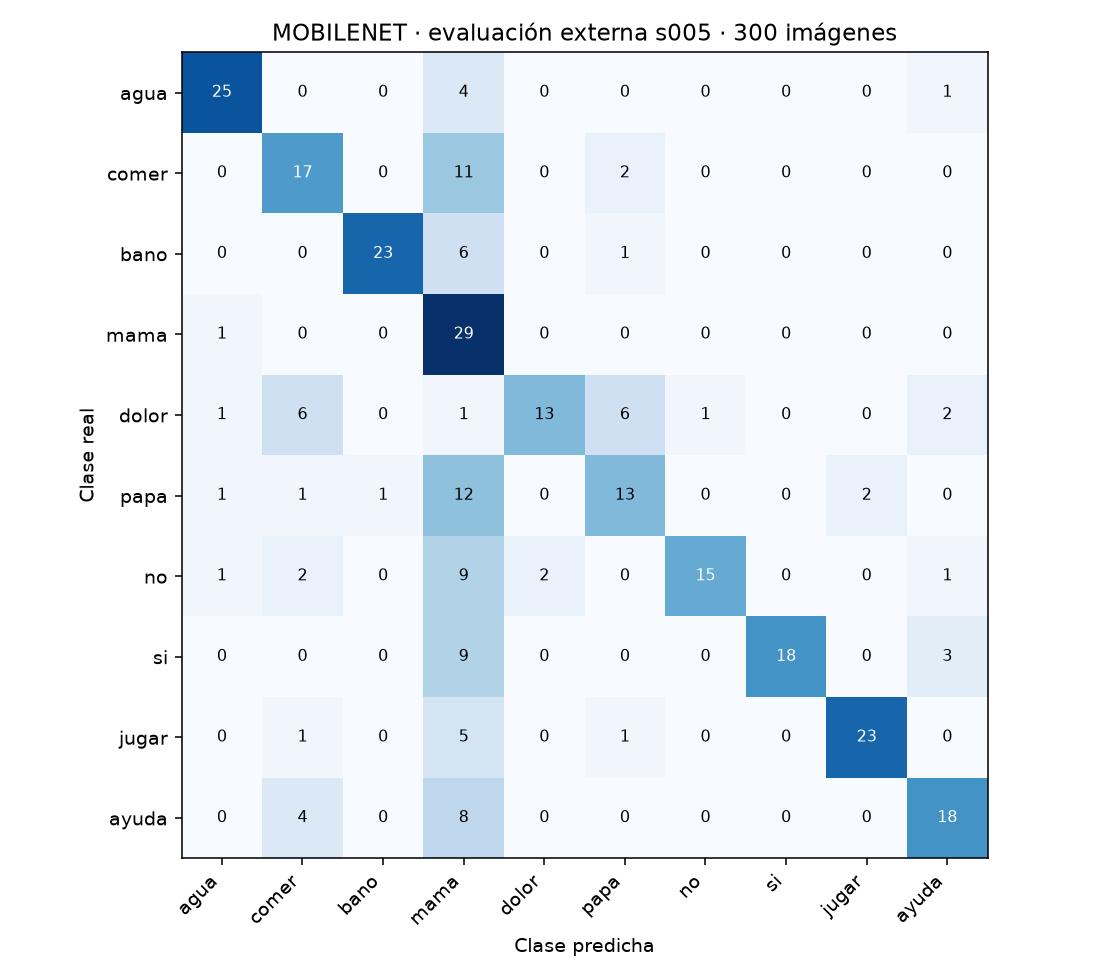 MOBILENET · evaluación externa s005 · 300 imágenes
agua 25 0 0 4 0 0 0 0 0 1
comer 0 17 0 11 0 2 0 0 0 0
bano 0 0 23 6 0 1 0 0 0 0
mama 1 0 0 29 0 0 0 0 0 0
dolor 1 6 0 1 13 6 1 0 0 2
papa 1 1 1 12 0 13 0 0 2 0
no 1 2 0 9 2 0 15 0 0 1
si 0 0 0 9 0 0 0 18 0 3
jugar 0 1 0 5 0 1 0 0 23 0
ayuda 0 4 0 8 0 0 0 0 0 18
Clase real
agua comer bano mama dolor papa no si jugar ayuda
Clase predicha